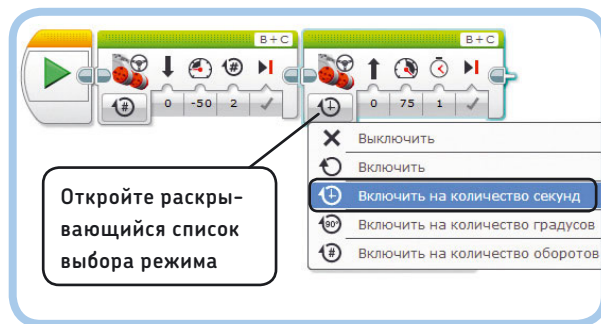 B+C
B+C
#
0 -50 2
0 75 1
Выключить
Включить
Включить на количество секунд
90° Включить на количество градусов
# Включить на количество оборотов
Откройте раскры-
вающийся список
выбора режима